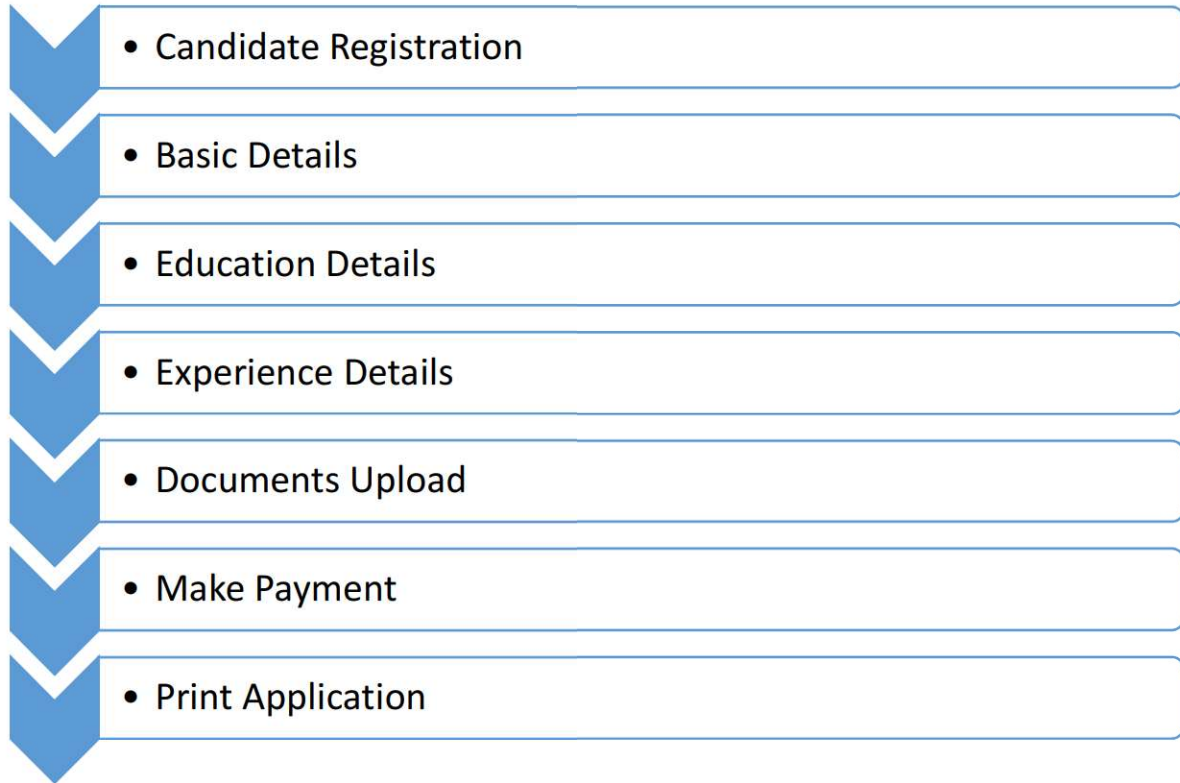 • Candidate Registration
• Basic Details
• Education Details
• Experience Details
• Documents Upload
• Make Payment
• Print Application